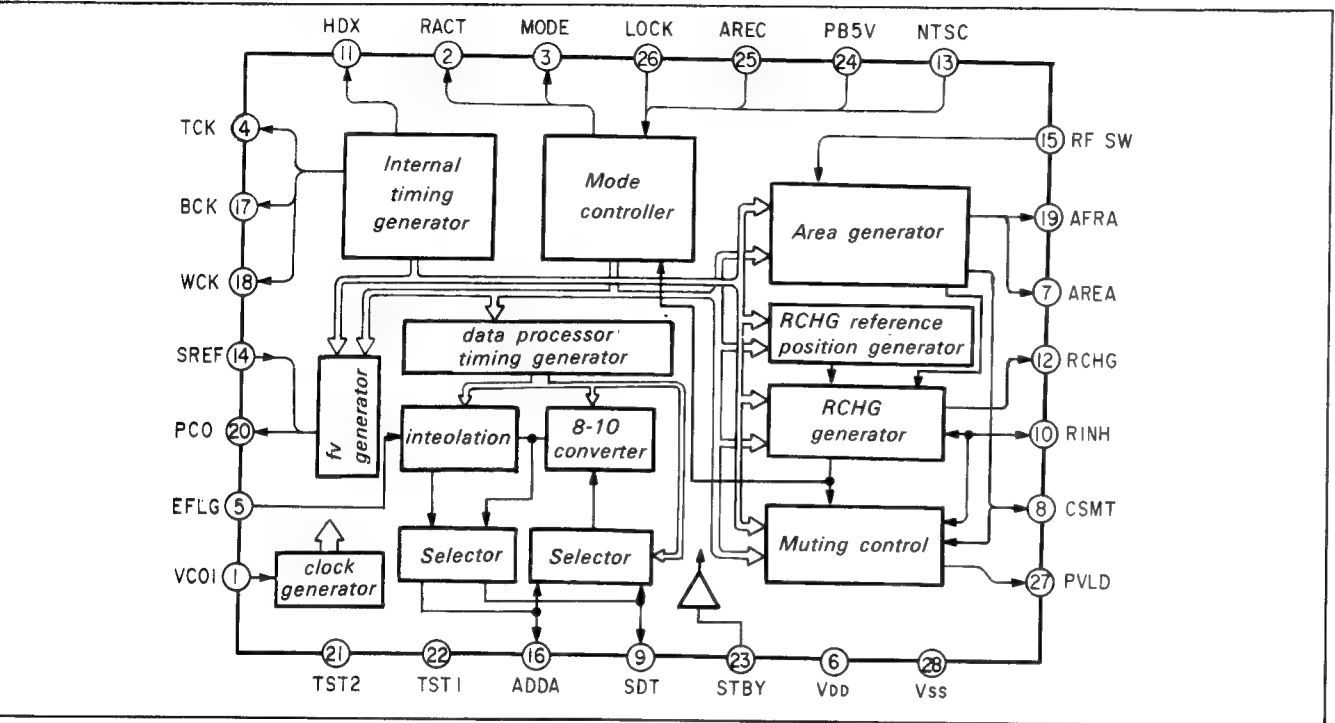 HDX RACT MODE LOCK AREC PB5V NTSC
11 2 3 26 25 24 13
TCK 4
BCK 17
WCK 18
SREF 14
PCO 20
EFLG 5
VCO1 1
Internal
timing
generator
Mode
controller
15 RF SW
Area generator
19 AFRA
7 AREA
data processor
timing generator
RCHG reference
position generator
12 RCHG
fv
generator
inteolation
8-10
converter
RCHG
generator
10 RINH
clock
generator
Selector
Selector
Muting control
8 CSMT
27 PVLD
21 22 16 9 23 6 28
TST2 TST1 ADDA SDT STBY VDD VSS